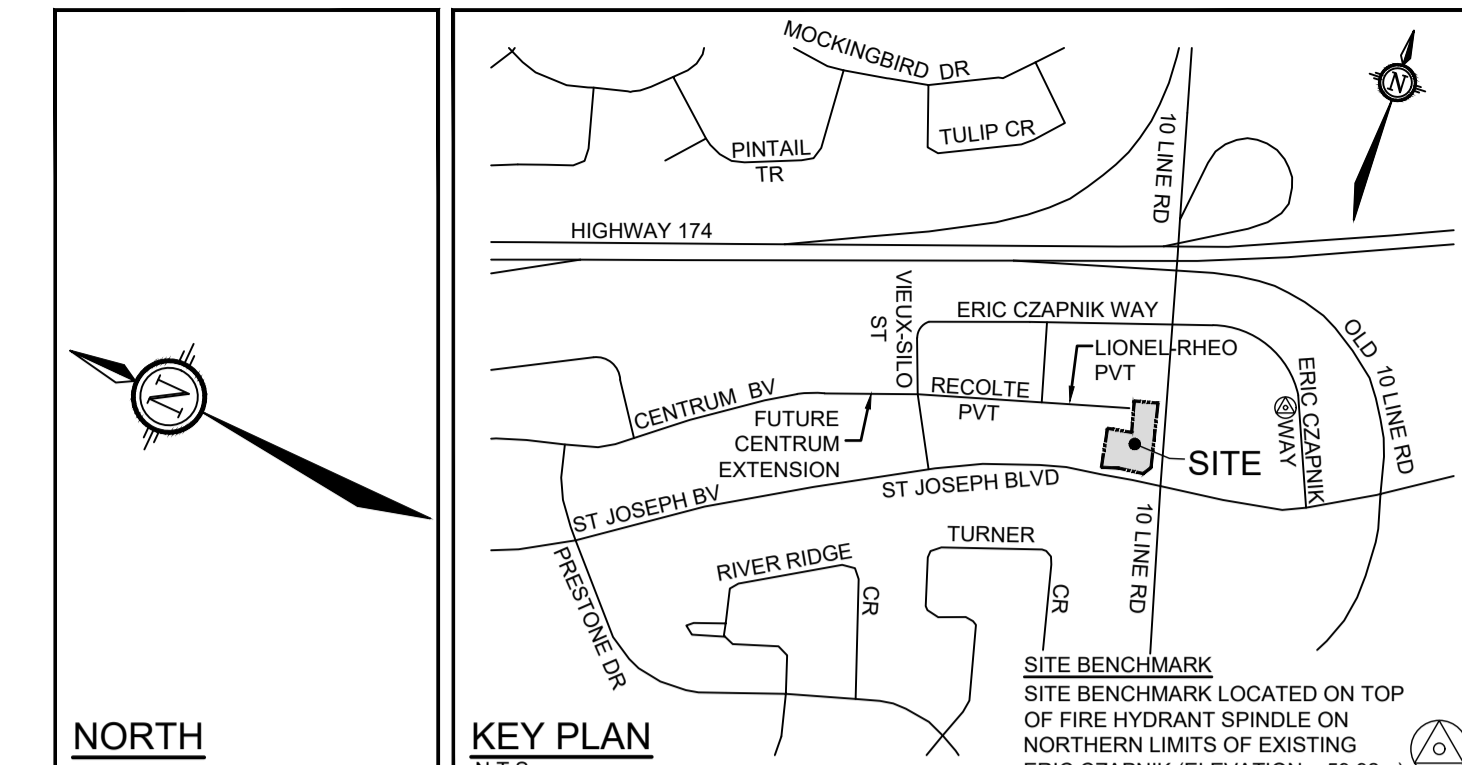 N
NORTH
MOCKINGBIRD DR
PINTAIL
TR
TULIP CR
10 LINE RD
N
HIGHWAY 174
VIEUX-SILO
ST
ERIC CZAPNIK WAY
LIONEL-RHEO
PVT
OLD 10 LINE RD
ERIC CZAPNIK
WAY
CENTRUM BV
RECOLTE
PVT
FUTURE
CENTRUM
EXTENSION
SITE
ST JOSEPH BV
ST JOSEPH BLVD
10 LINE RD
PRESTONE DR
RIVER RIDGE
CR
TURNER
CR
SITE BENCHMARK
SITE BENCHMARK LOCATED ON TOP
OF FIRE HYDRANT SPINDLE ON
NORTHERN LIMITS OF EXISTING
ERIC CZAPNIK (ELEVATION
KEY PLAN
N.T.S.